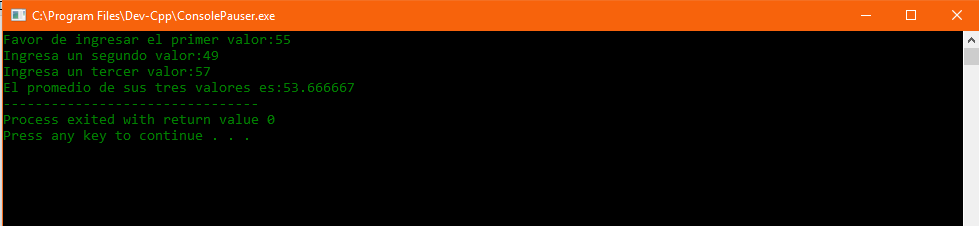 C:\Program Files\Dev-Cpp\ConsolePauser.exe
Favor de ingresar el primer valor:55
Ingresa un segundo valor:49
Ingresa un tercer valor:57
El promedio de sus tres valores es:53.666667
--------------------------------
Process exited with return value 0
Press any key to continue . . .